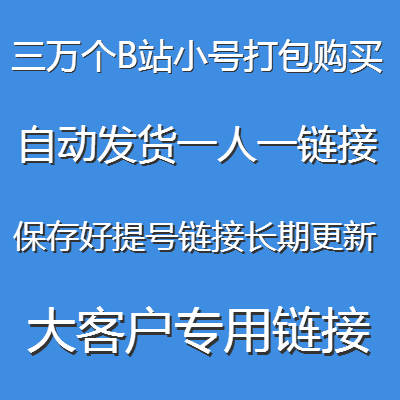 三万个B站小号打包购买
自动发货一人一链接
保存好提号链接长期更新
大客户专用链接